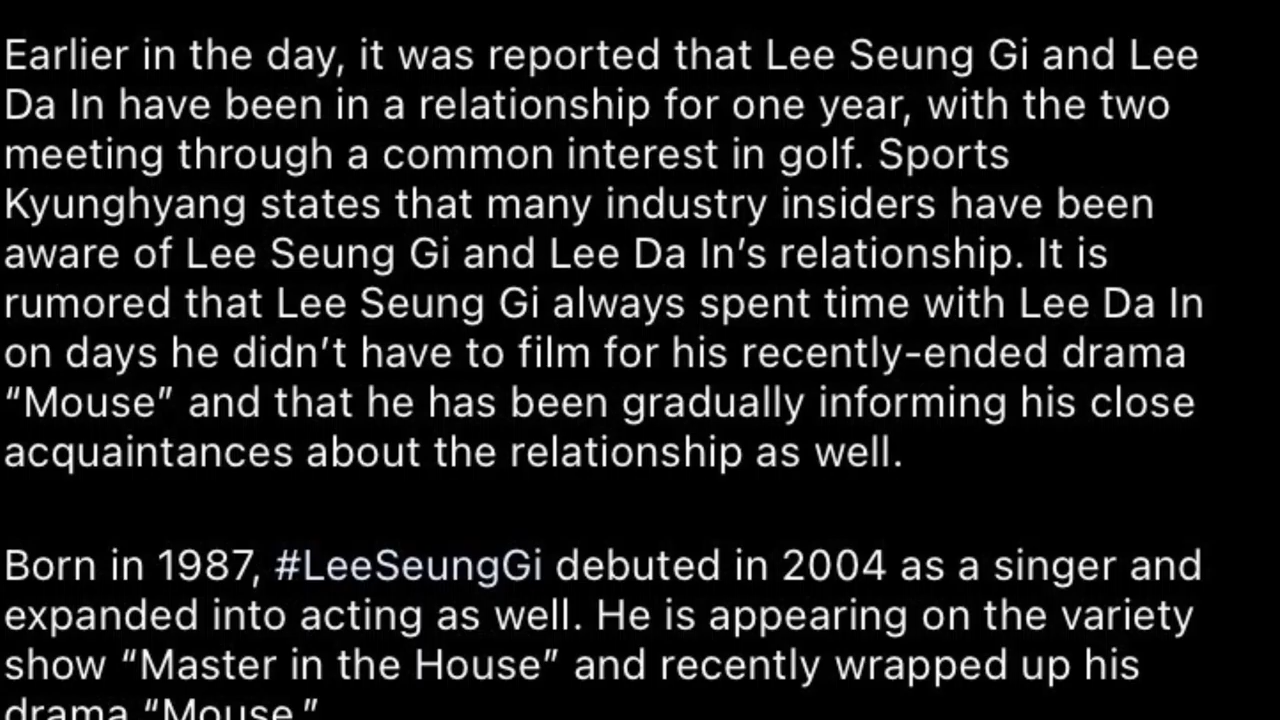 Earlier in the day, it was reported that Lee Seung Gi and Lee
Da In have been in a relationship for one year, with the two
meeting through a common interest in golf. Sports
Kyunghyang states that many industry insiders have been
aware of Lee Seung Gi and Lee Da In’s relationship. It is
rumored that Lee Seung Gi always spent time with Lee Da In
on days he didn’t have to film for his recently-ended drama
“Mouse” and that he has been gradually informing his close
acquaintances about the relationship as well.
Born in 1987, #LeeSeungGi debuted in 2004 as a singer and
expanded into acting as well. He is appearing on the variety
show “Master in the House” and recently wrapped up his
drama “Mouse.”